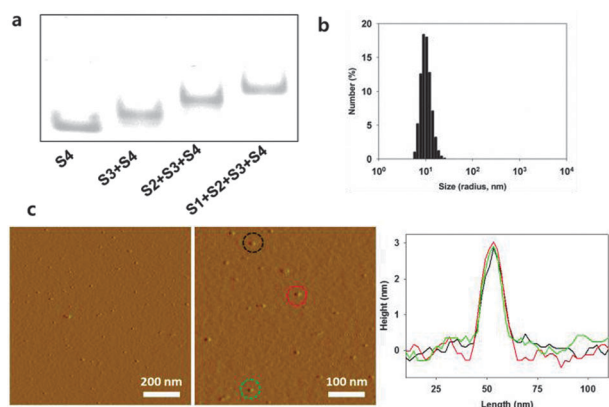 a
S4
S3+S4
S2+S3+S4
S1+S2+S3+S4
b
Number (%)
20
15
10
5
0
10⁰ 10¹ 10² 10³ 10⁴
Size (radius, nm)
c
200 nm
100 nm
Height (nm)
3
2
1
0
25 50 75 100
Length (nm)